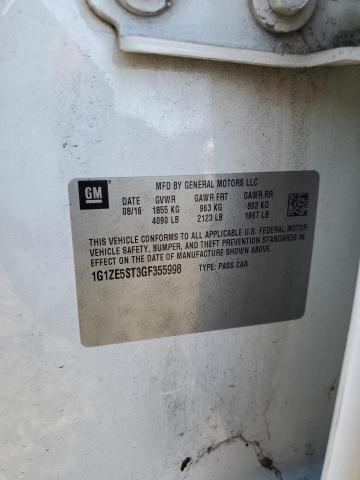 MFD BY GENERAL MOTORS LLC
GM DATE GVWR GAWR FRT GAWR RR
08/16 1855 KG 963 KG 892 KG
4090 LB 2123 LB 1967 LB
THIS VEHICLE CONFORMS TO ALL APPLICABLE U.S. FEDERAL MOTOR
VEHICLE SAFETY, BUMPER, AND THEFT PREVENTION STANDARDS
IN EFFECT ON THE DATE OF MANUFACTURE SHOWN ABOVE.
1G1ZE5ST3GF355998 TYPE: PASS CAR